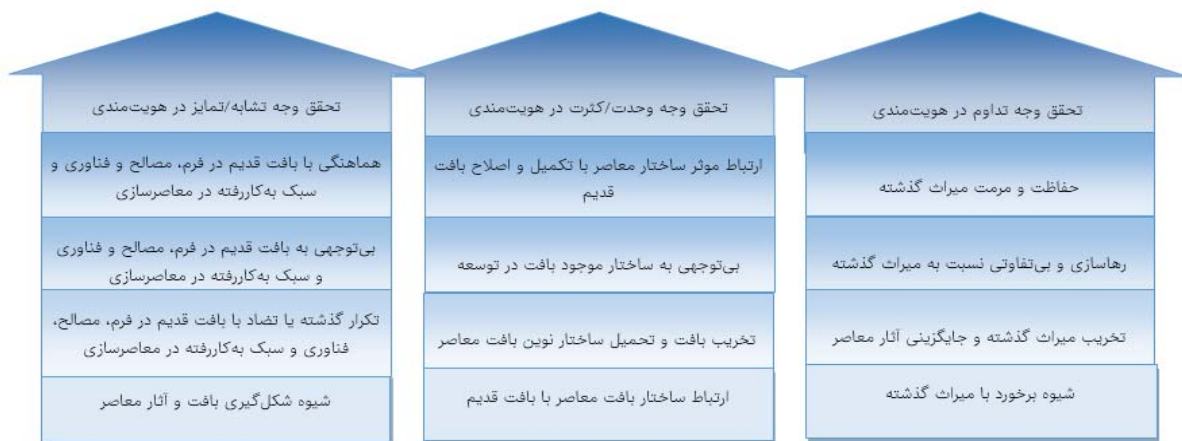 تحقق وجه تداوم در هویت‌مندی
حفاظت و مرمت میراث گذشته
رهاسازی و بی‌تفاوتی نسبت به میراث گذشته
تخریب میراث گذشته و جایگزینی آثار معاصر
شیوه برخورد با میراث گذشته
تحقق وجه وحدت/کثرت در هویت‌مندی
ارتباط موثر ساختار معاصر با تکمیل و اصلاح بافت
قدیم
بی‌توجهی به ساختار موجود بافت در توسعه
تخریب بافت و تحمیل ساختار نوین بافت معاصر
ارتباط ساختار بافت معاصر با بافت قدیم
تحقق وجه تشابه/تمایز در هویت‌مندی
هماهنگی با بافت قدیم در فرم، مصالح و فناوری و
سبک به‌کاررفته در معاصرسازی
بی‌توجهی به بافت قدیم در فرم، مصالح و فناوری
و سبک به‌کاررفته در معاصرسازی
تکرار گذشته یا تضاد با بافت قدیم در فرم، مصالح،
فناوری و سبک به‌کاررفته در معاصرسازی
شیوه شکل‌گیری بافت و آثار معاصر